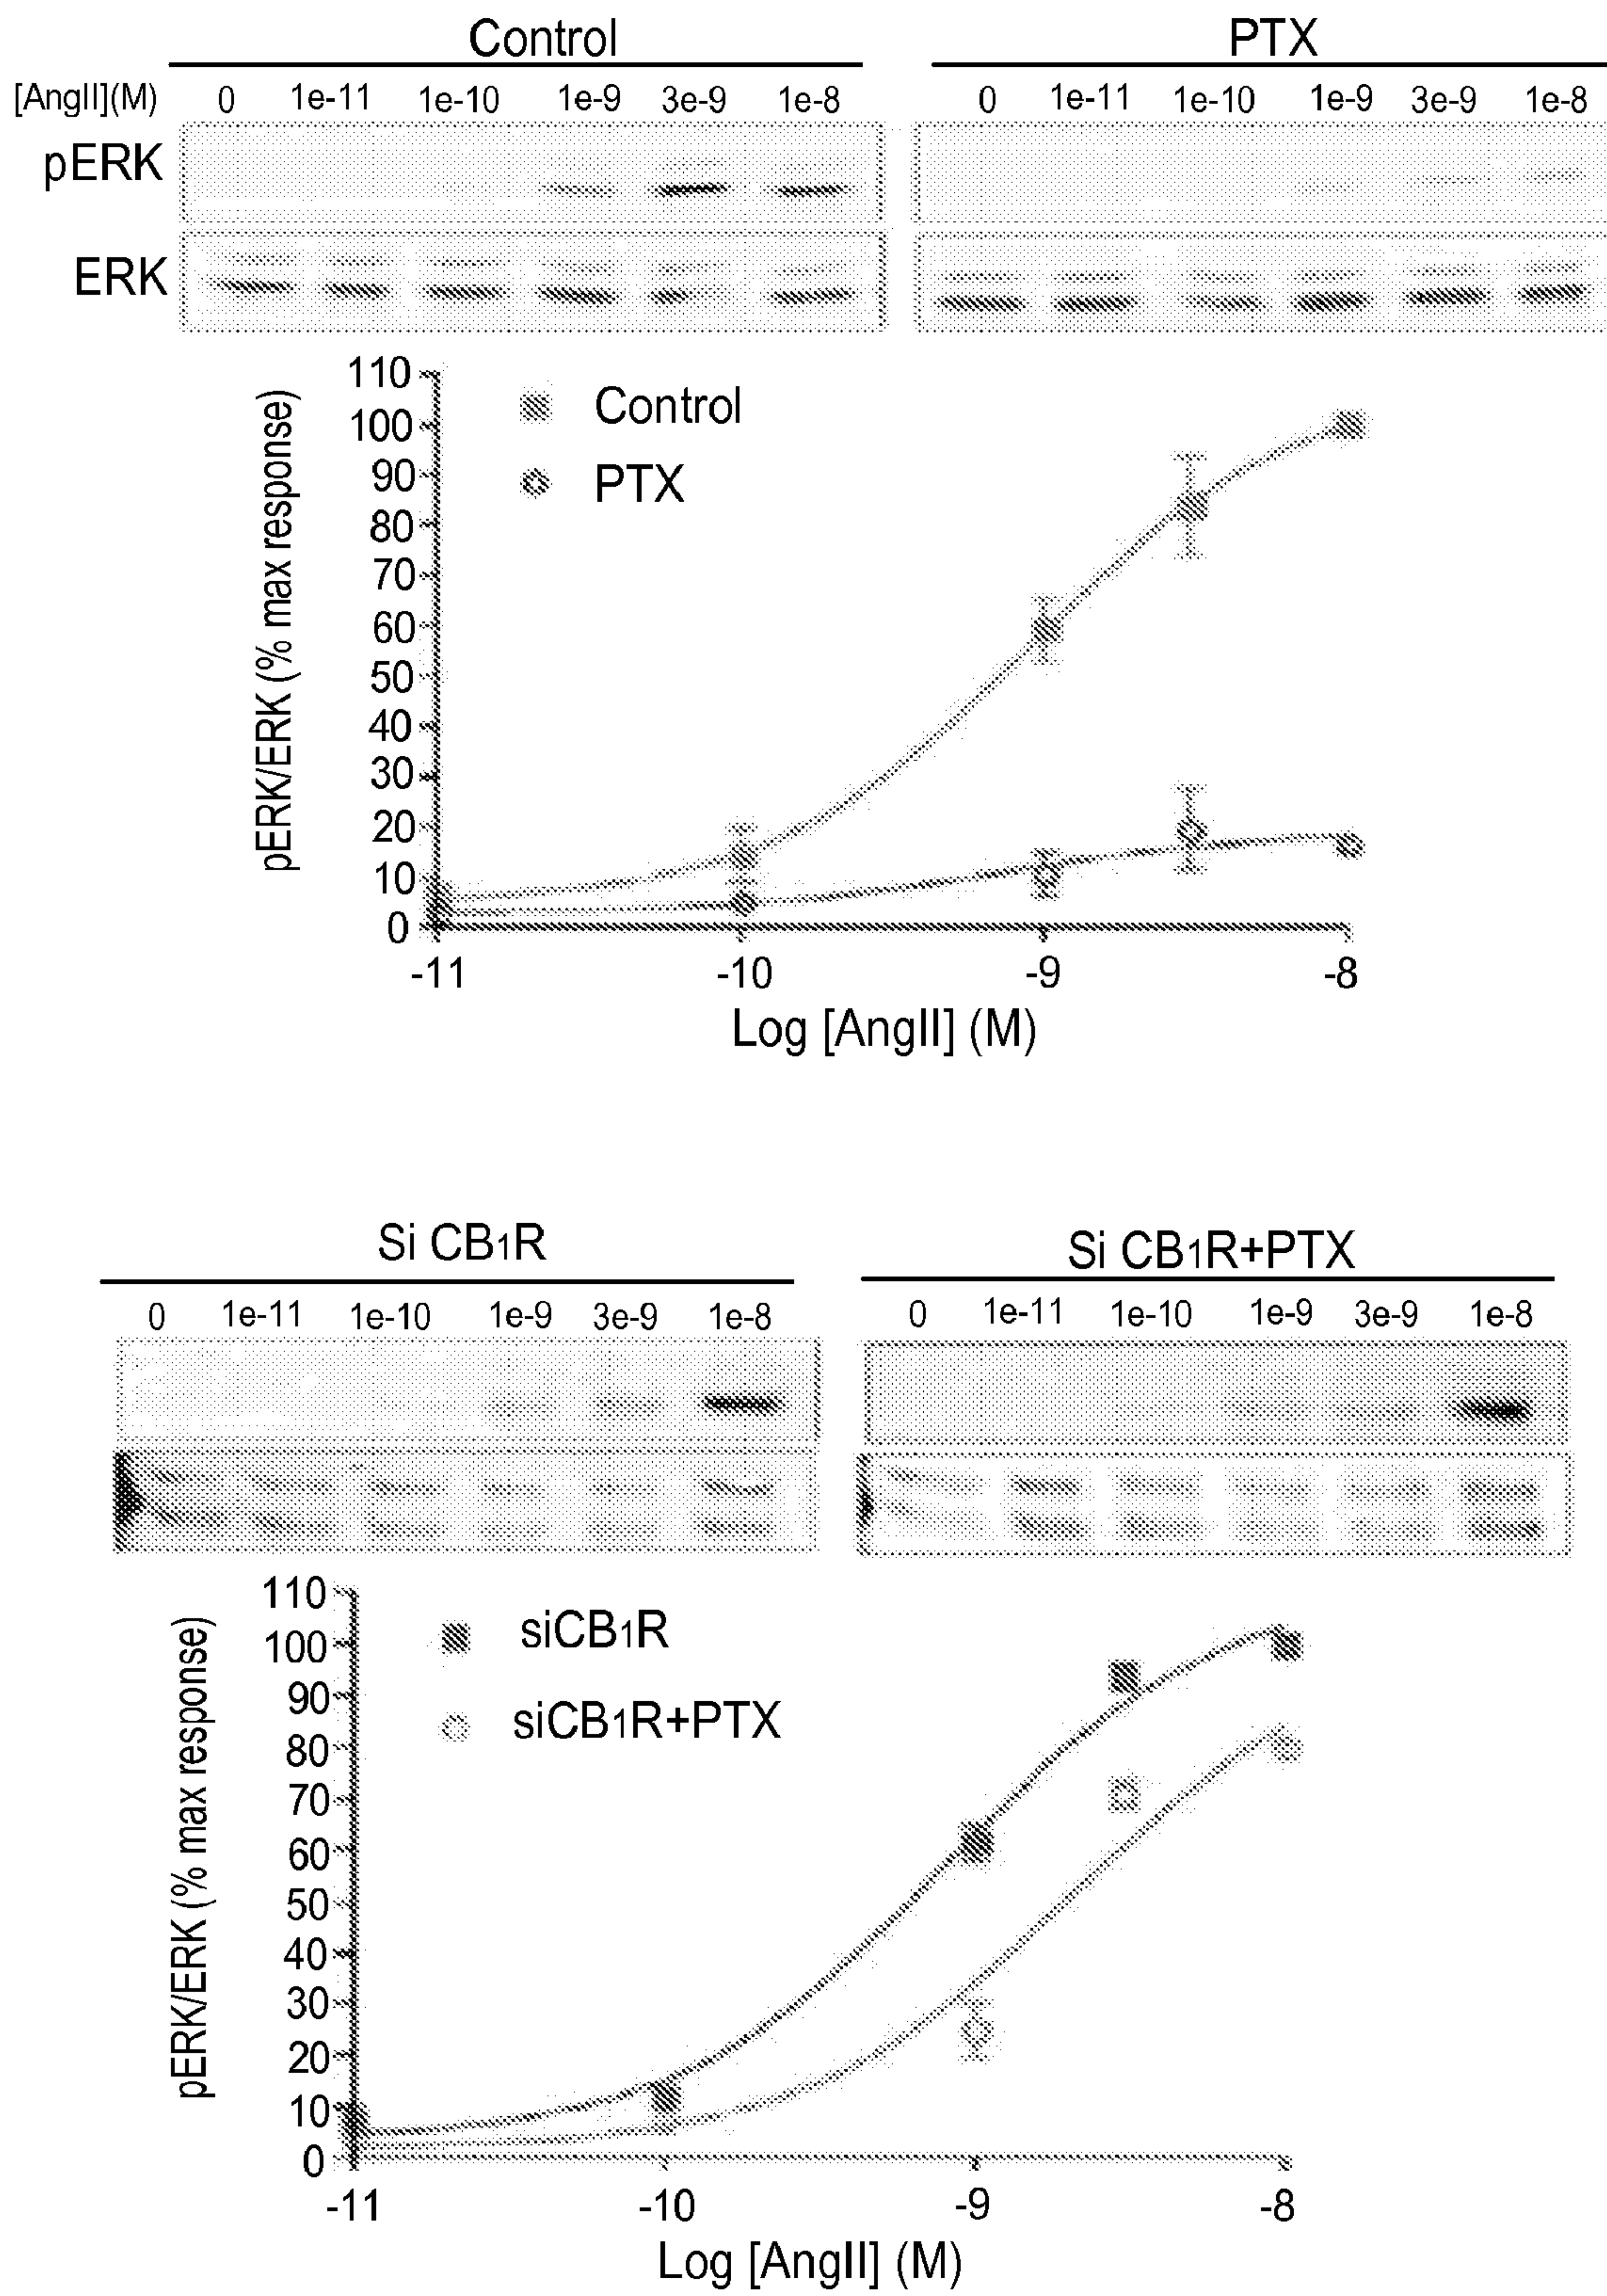 Control PTX
[AngII](M) 0 1e-11 1e-10 1e-9 3e-9 1e-8 0 1e-11 1e-10 1e-9 3e-9 1e-8
pERK
ERK
pERK/ERK (% max response)
110
100
90
80
70
60
50
40
30
20
10
0
Control
PTX
-11 -10 -9 -8
Log [AngII] (M)
Si CB1R Si CB1R+PTX
0 1e-11 1e-10 1e-9 3e-9 1e-8 0 1e-11 1e-10 1e-9 3e-9 1e-8
pERK/ERK (% max response)
110
100
90
80
70
60
50
40
30
20
10
0
siCB1R
siCB1R+PTX
-11 -10 -9 -8
Log [AngII] (M)